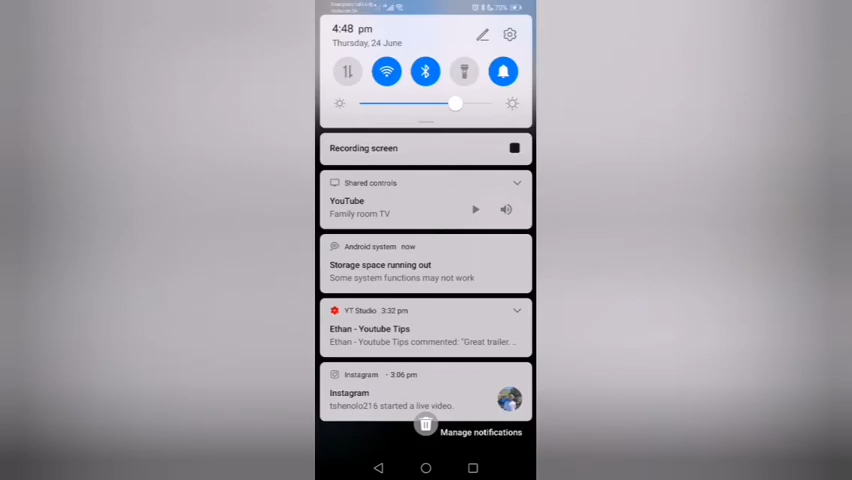 70%
4:48 pm
Thursday, 24 June
Recording screen
Shared controls
YouTube
Family room TV
Android system now
Storage space running out
Some system functions may not work
YT Studio 3:32 pm
Ethan - Youtube Tips
Ethan - Youtube Tips commented: "Great trailer. ..
Instagram • 3:06 pm
Instagram
tshenolo216 started a live video.
Manage notifications